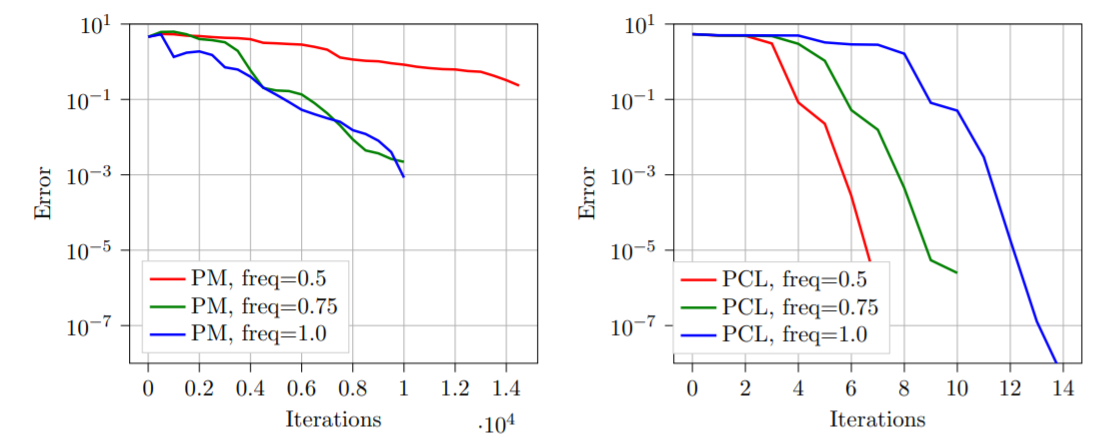 10^1
10^−1
10^−3
10^−5
10^−7
Error
PM, freq=0.5
PM, freq=0.75
PM, freq=1.0
0 0.2 0.4 0.6 0.8 1 1.2 1.4
Iterations
·10^4
10^1
10^−1
10^−3
10^−5
10^−7
Error
PCL, freq=0.5
PCL, freq=0.75
PCL, freq=1.0
0 2 4 6 8 10 12 14
Iterations